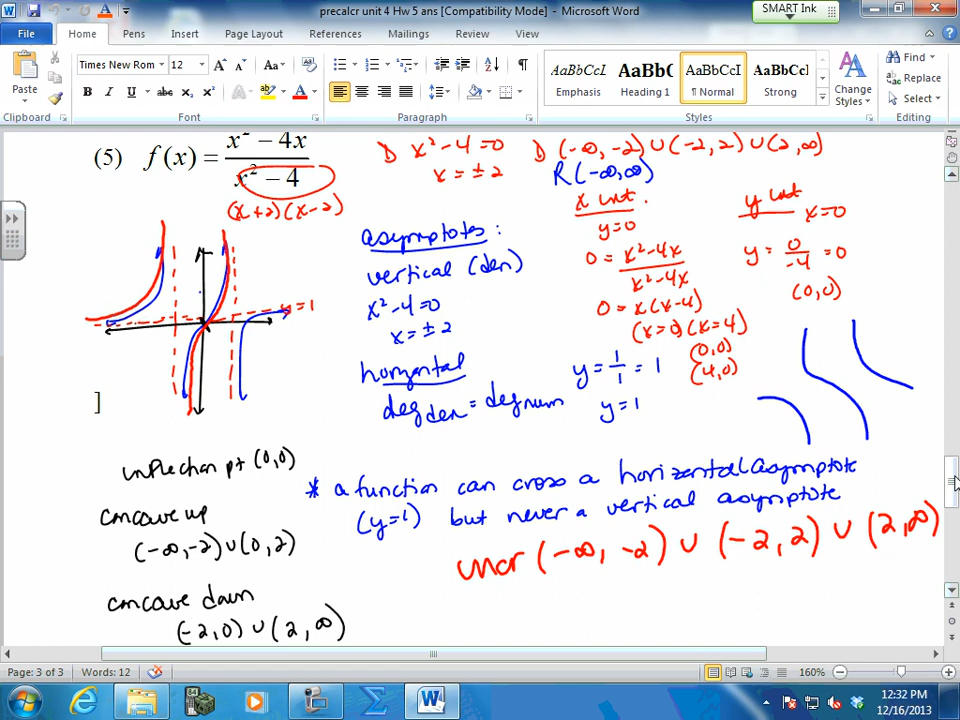 precalcr unit 4 Hw 5 ans [Compatibility Mode] - Microsoft Word
SMART Ink
File Home Pens Insert Page Layout References Mailings Review View
Paste
Clipboard
Times New Rom 12
Font
Paragraph
AaBbCcI AaBbC AaBbCcI AaBbCc
Emphasis Heading 1 ¶ Normal Strong
Styles
Change Styles
Find
Replace
Select
Editing
(5) f(x) = x² − 4x / x² − 4
(x+2)(x-2)
D x²-4=0
x = ±2
D (-∞,-2)∪(-2,2)∪(2,∞)
R(-∞,∞)
asymptotes:
vertical (den)
x²-4=0
x = ±2
horizontal
deg den = deg num
y = 1/1 = 1
y=1
x int.
y=0
0 = x²-4x / x²-4x
0 = x(x-4)
(x=0)(x=4)
(0,0)
(4,0)
y int
x=0
y = 0/-4 = 0
(0,0)
y=1
]
inflechan pt (0,0)
concave up
(-∞,-2)∪(0,2)
concave down
(-2,0)∪(2,∞)
* a function can cross a horizontal asymptote
(y=1) but never a vertical asymptote
incr (-∞,-2) ∪ (-2,2) ∪ (2,∞)
Page: 3 of 3 Words: 12 160%
12:32 PM
12/16/2013